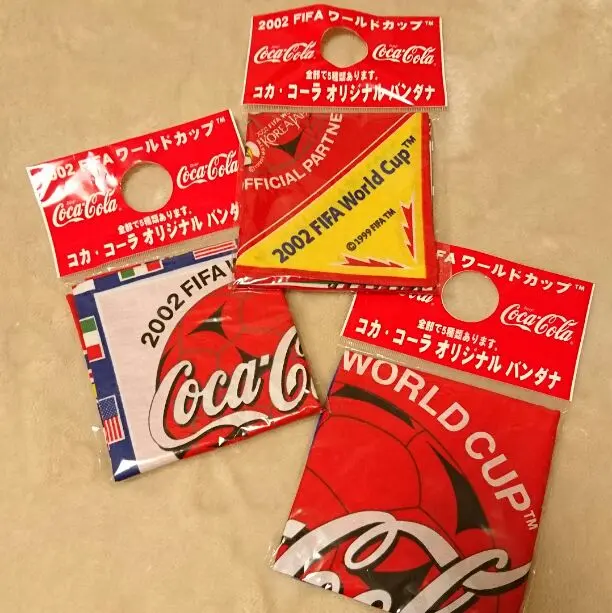 2002 FIFA ワールドカップ™
Coca-Cola
Coca-Cola
全部で5種類あります。
コカ・コーラ オリジナル バンダナ
OFFICIAL PARTNE
2002 FIFA World Cup™
© 1999 FIFA™
2002 FIFA ワールドカップ™
Coca-Cola
Coca-Cola
全部で5種類あります。
コカ・コーラ オリジナル バンダナ
2002 FIFA
Coca-C
FIFA ワールドカップ™
Coca-Cola
全部で5種類あります。
コカ・コーラ オリジナル バンダナ
WORLD CUP™